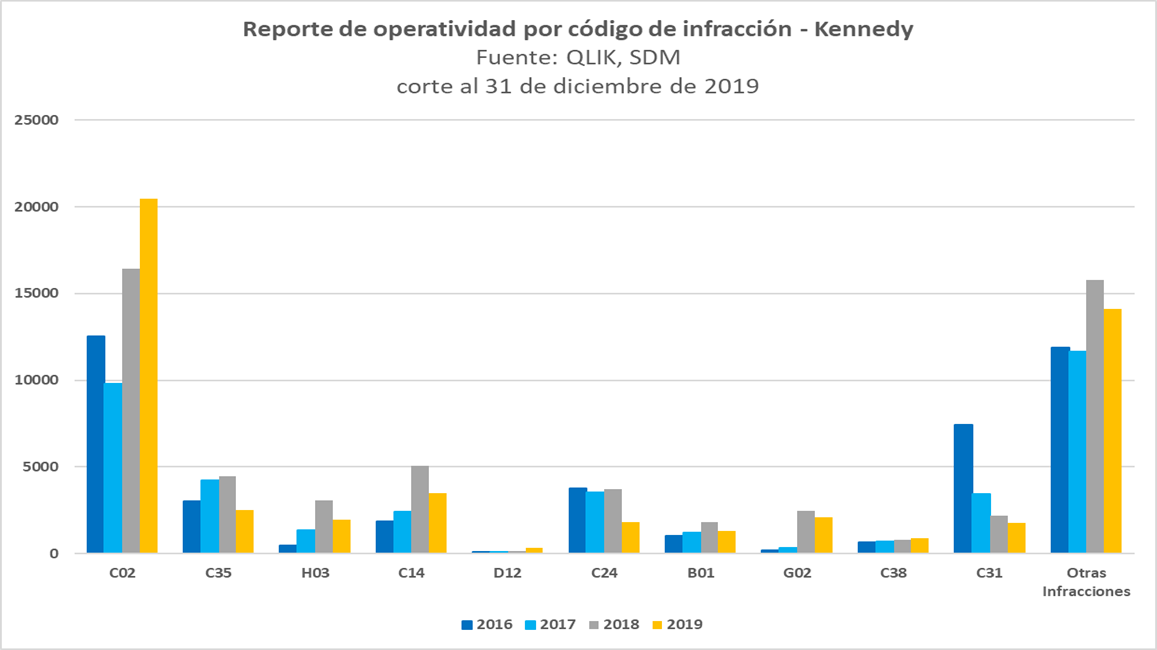 Reporte de operatividad por código de infracción - Kennedy
Fuente: QLIK, SDM
corte al 31 de diciembre de 2019
25000
20000
15000
10000
5000
0
C02 C35 H03 C14 D12 C24 B01 G02 C38 C31 Otras
Infracciones
2016 2017 2018 2019